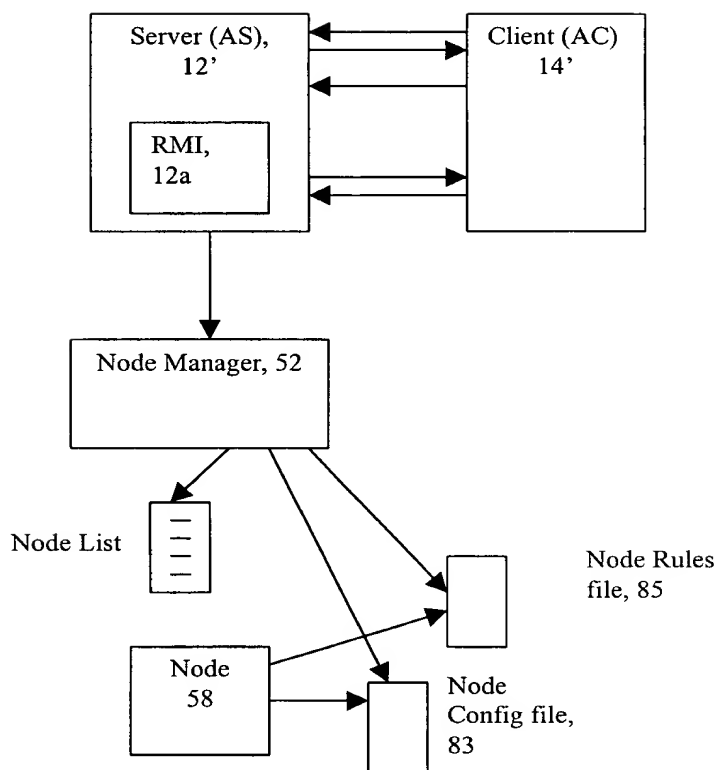 Server (AS),
12’
Client (AC)
14’
RMI,
12a
Node Manager, 52
Node List
Node Rules
file, 85
Node
58
Node
Config file,
83